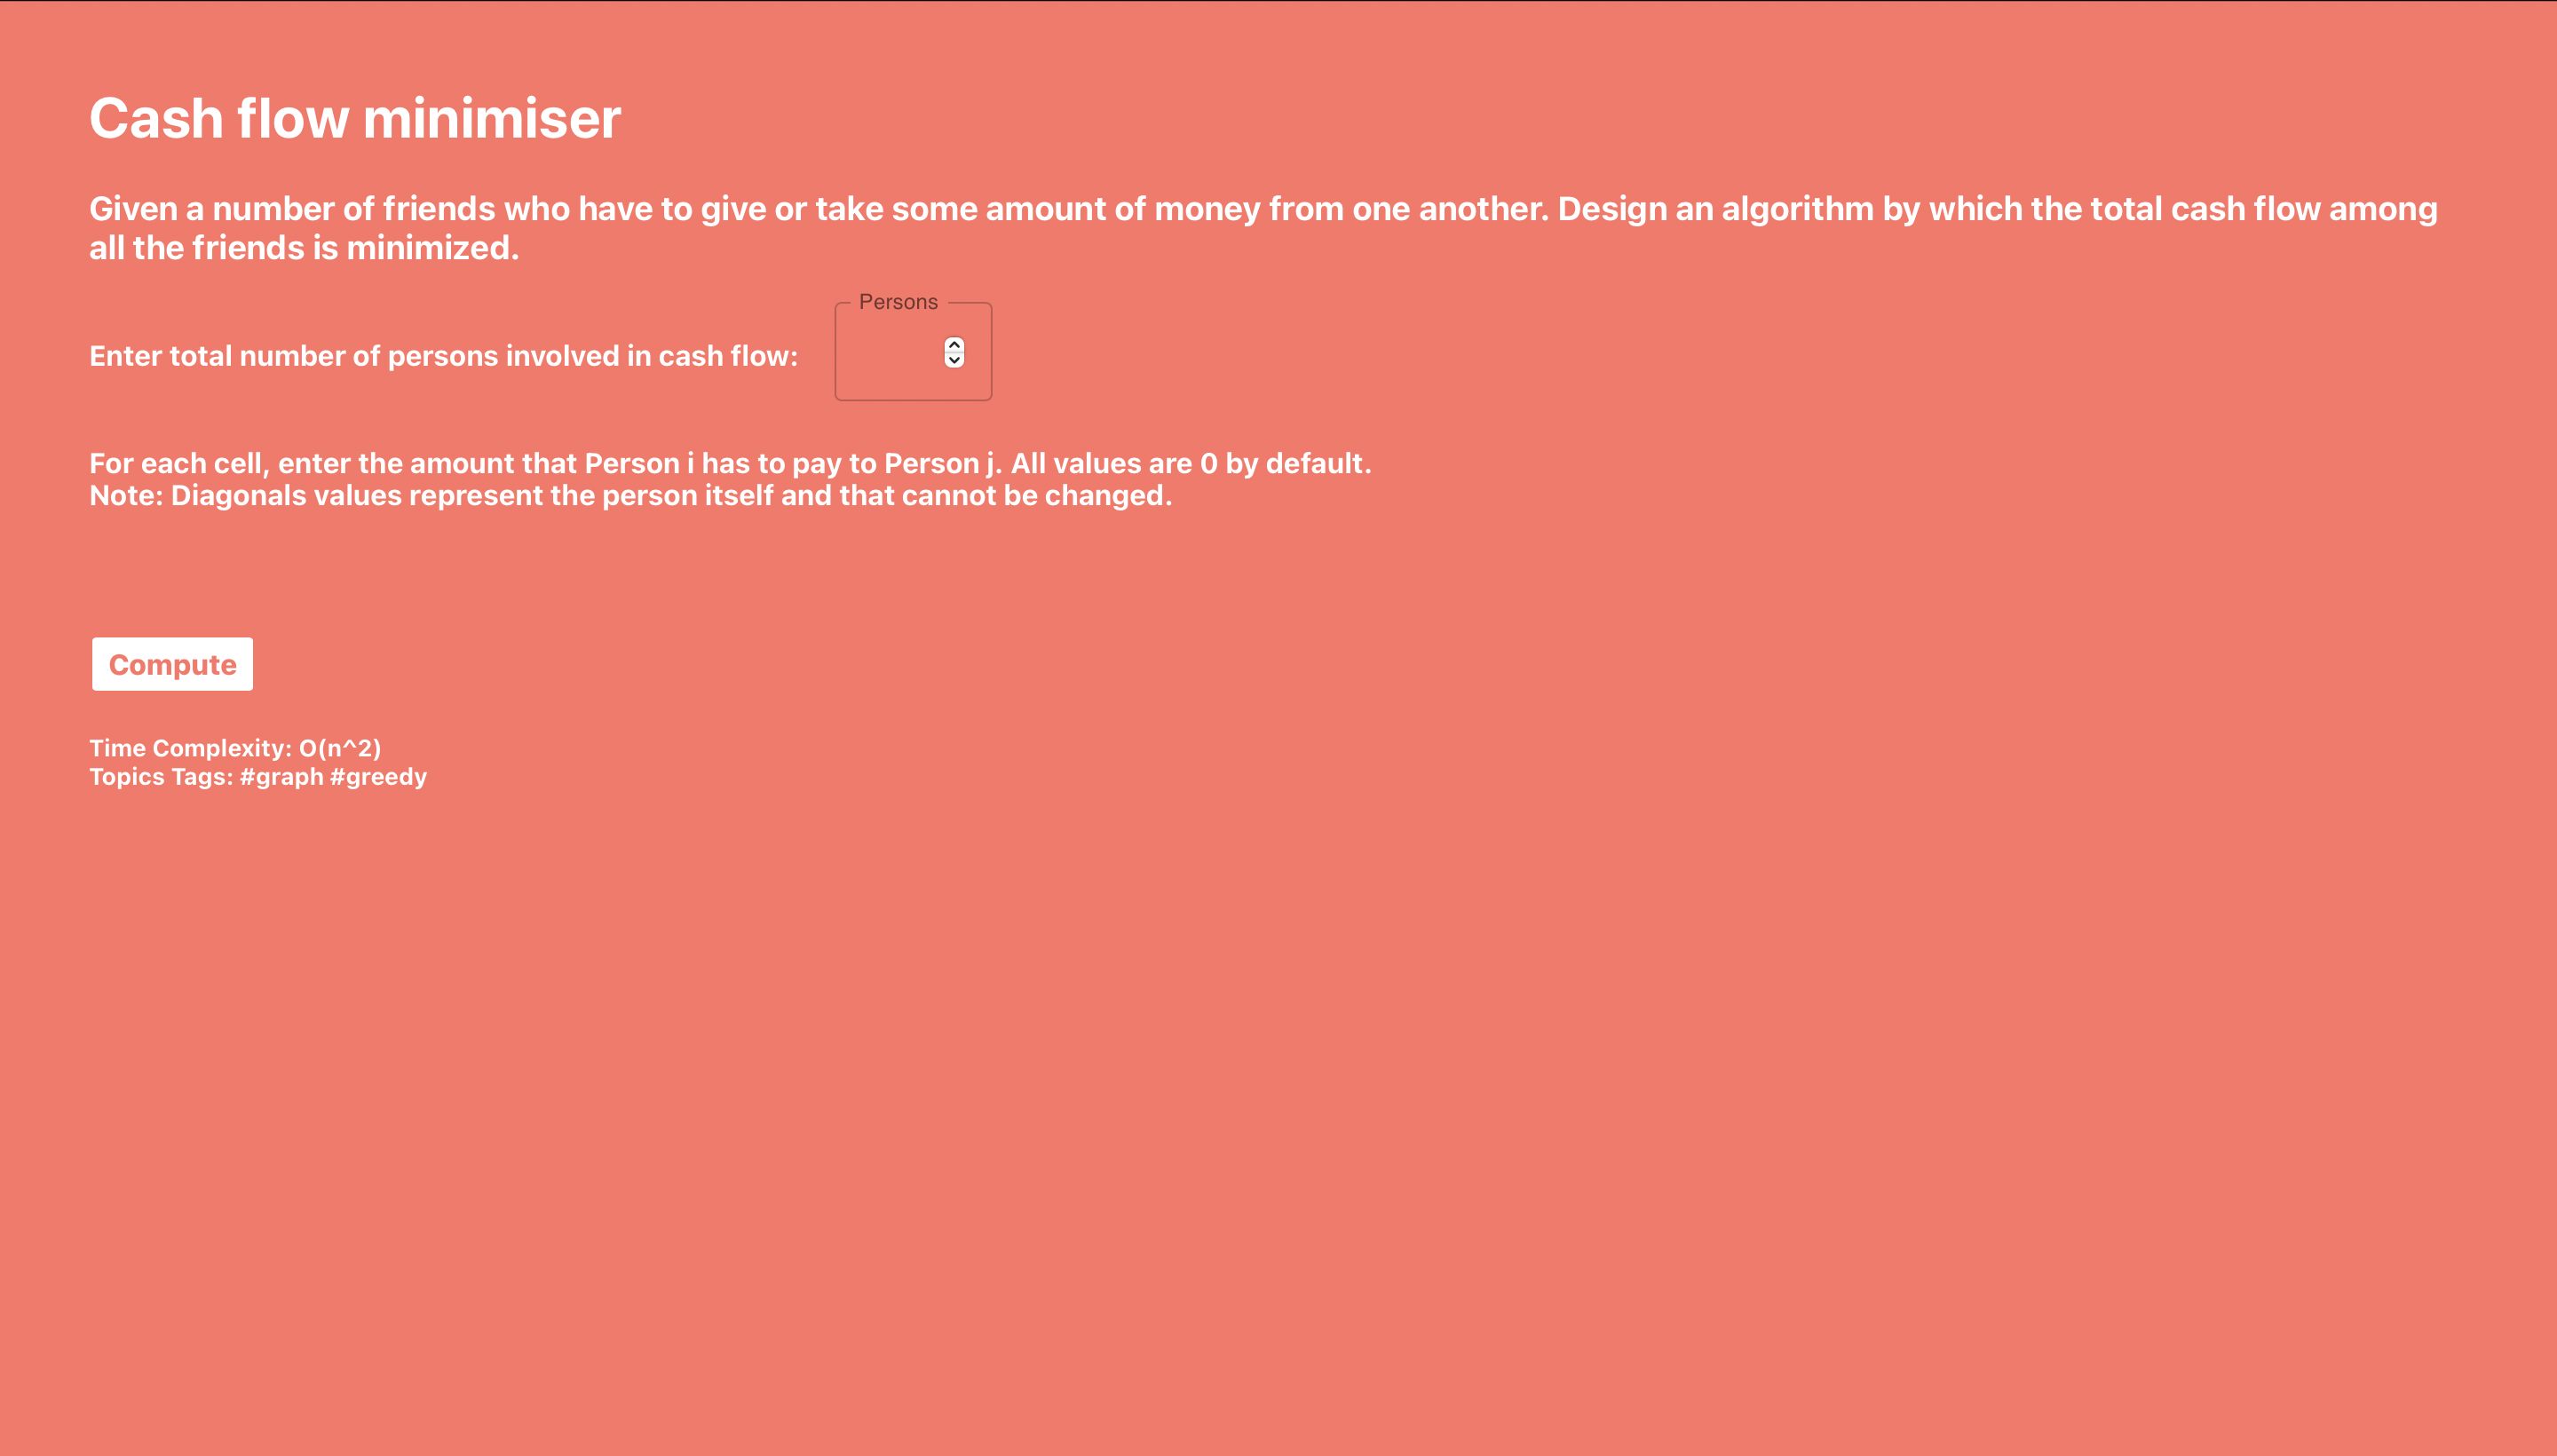 Cash flow minimiser
Given a number of friends who have to give or take some amount of money from one another. Design an algorithm by which the total cash flow among
all the friends is minimized.
Persons
Enter total number of persons involved in cash flow:
For each cell, enter the amount that Person i has to pay to Person j. All values are 0 by default.
Note: Diagonals values represent the person itself and that cannot be changed.
Compute
Time Complexity: O(n^2)
Topics Tags: #graph #greedy